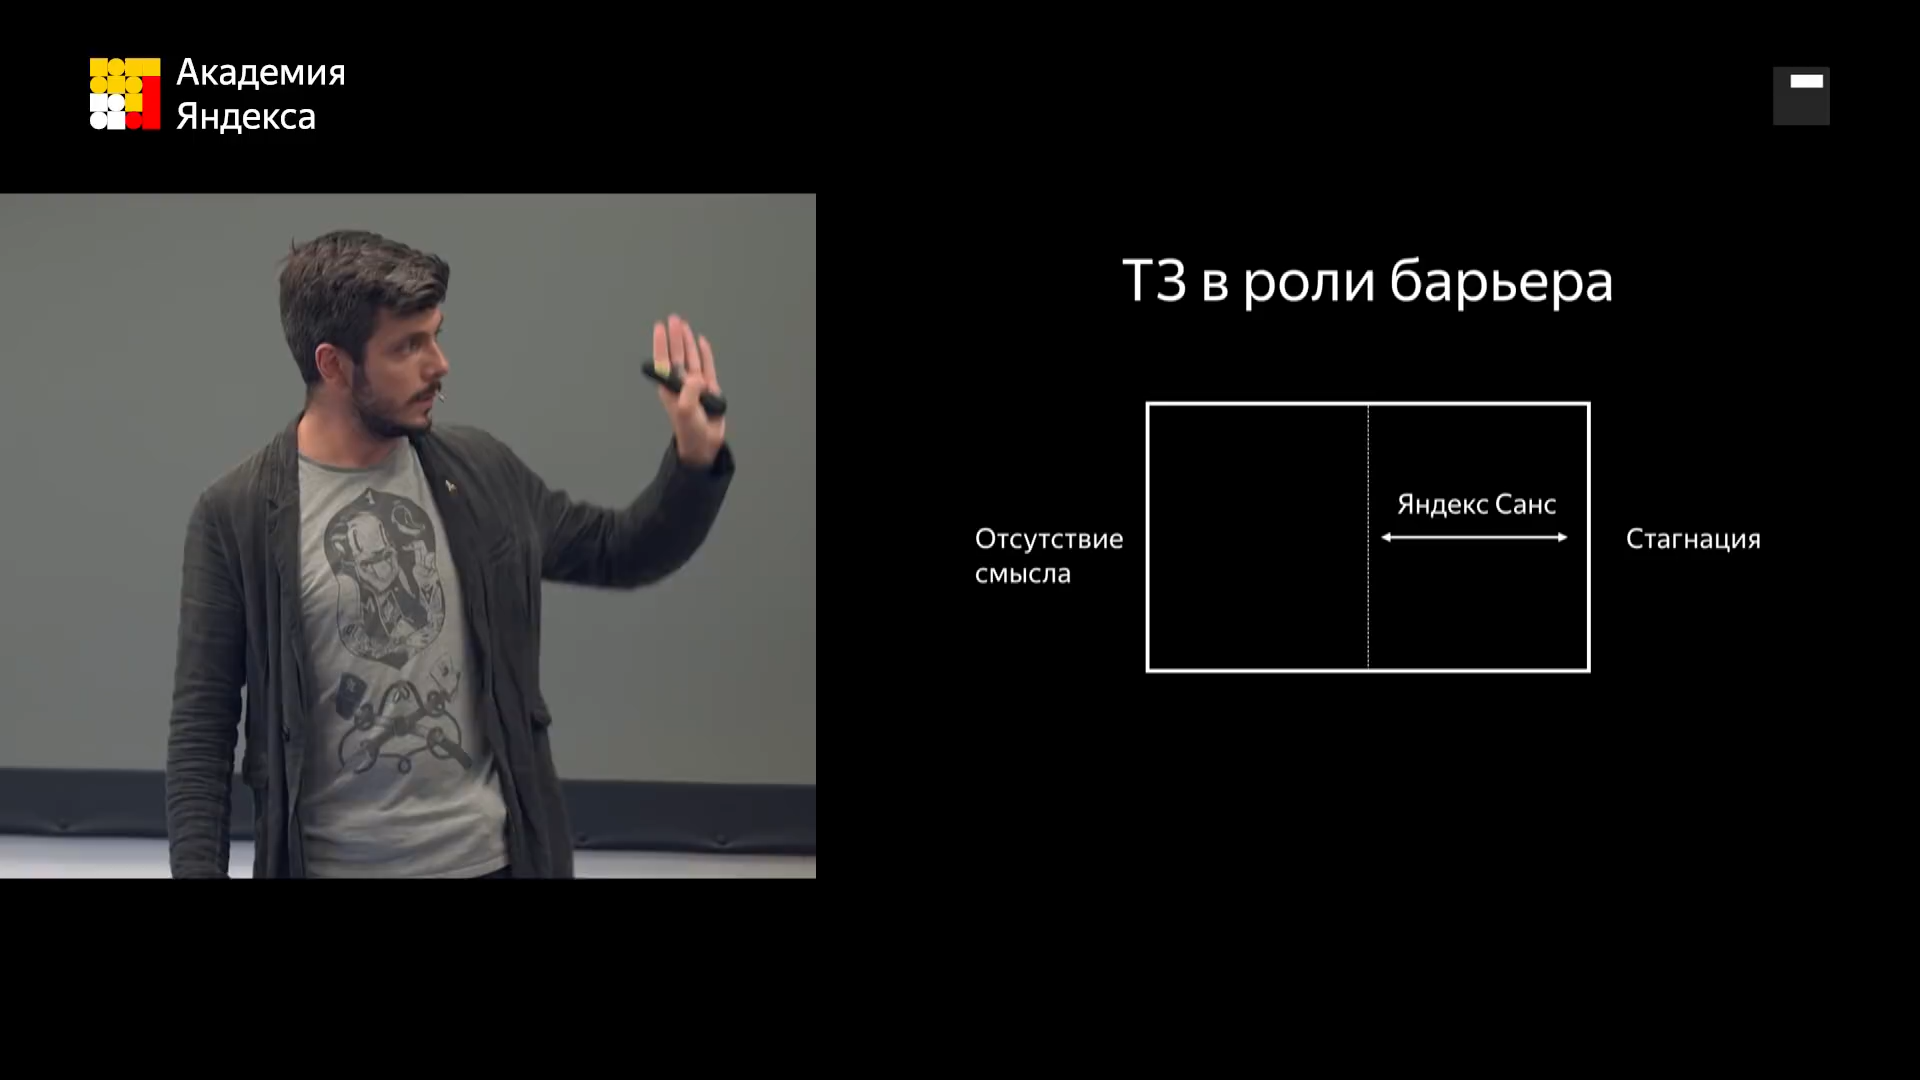 Академия
Яндекса
ТЗ в роли барьера
Яндекс Санс
Отсутствие
смысла
Стагнация